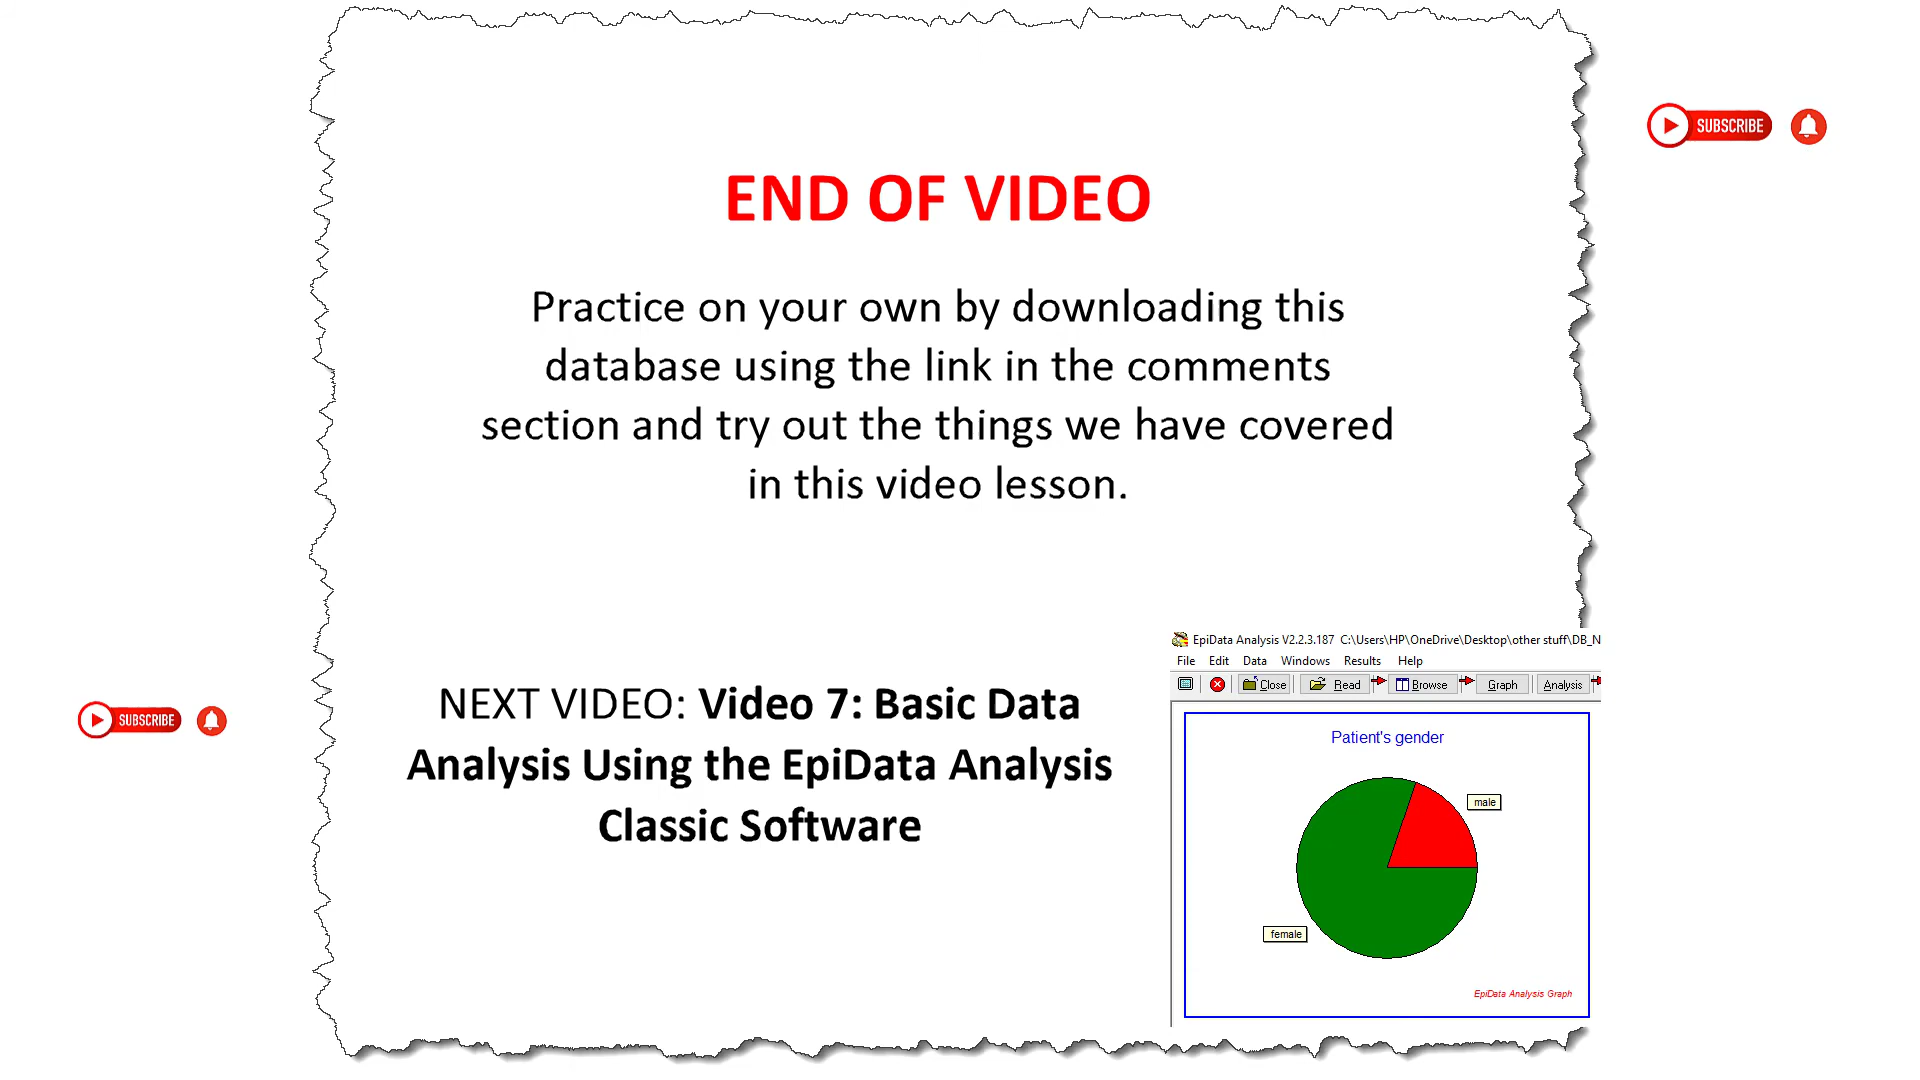 SUBSCRIBE
END OF VIDEO
Practice on your own by downloading this
database using the link in the comments
section and try out the things we have covered
in this video lesson.
SUBSCRIBE
NEXT VIDEO: Video 7: Basic Data
Analysis Using the EpiData Analysis
Classic Software
EpiData Analysis V2.2.3.187 C:\Users\HP\OneDrive\Desktop\other stuff\DB_N
File Edit Data Windows Results Help
Close Read Browse Graph Analysis
Patient's gender
male
female
EpiData Analysis Graph